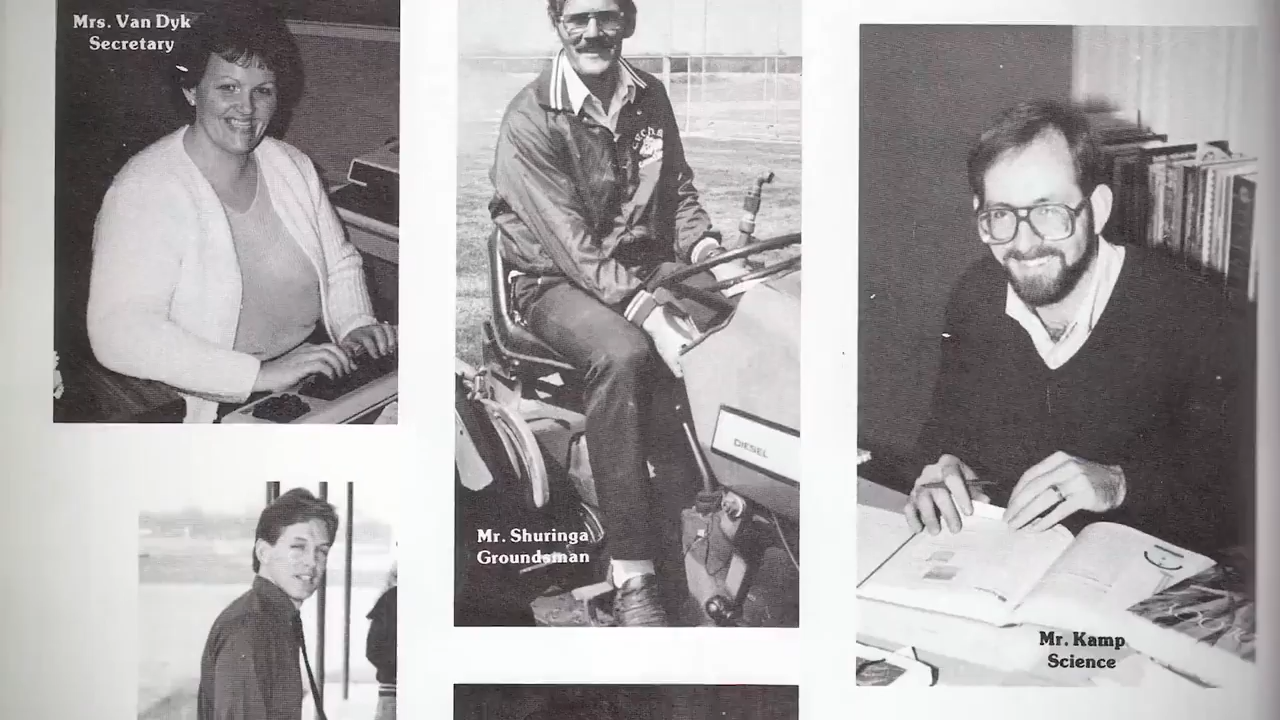 Mrs. Van Dyk
Secretary
DIESEL
Mr. Shuringa
Groundsman
Mr. Kamp
Science